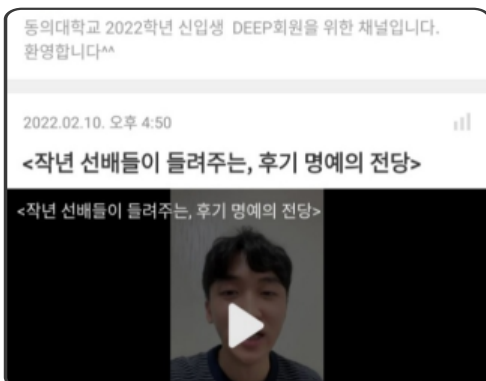 동의대학교 2022학년 신입생 DEEP회원을 위한 채널입니다.
환영합니다^^
2022.02.10. 오후 4:50
<작년 선배들이 들려주는, 후기 명예의 전당>
<작년 선배들이 들려주는, 후기 명예의 전당>